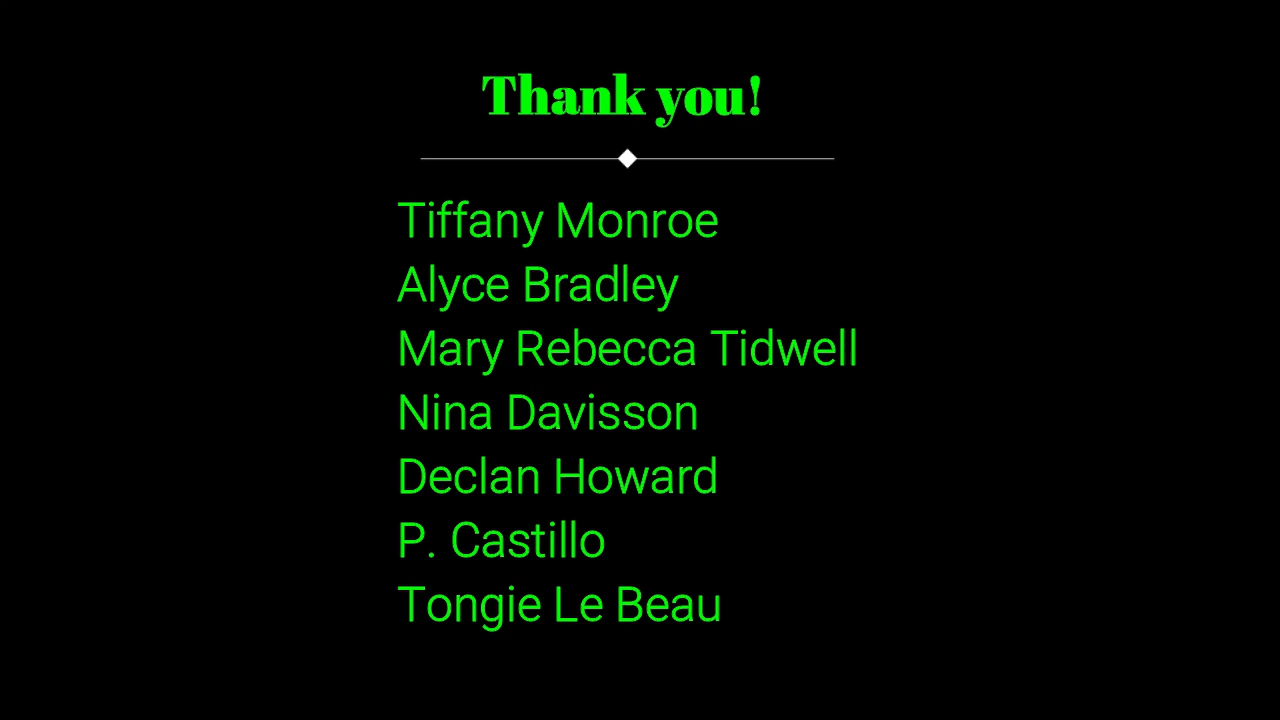 Thank you!
Tiffany Monroe
Alyce Bradley
Mary Rebecca Tidwell
Nina Davisson
Declan Howard
P. Castillo
Tongie Le Beau